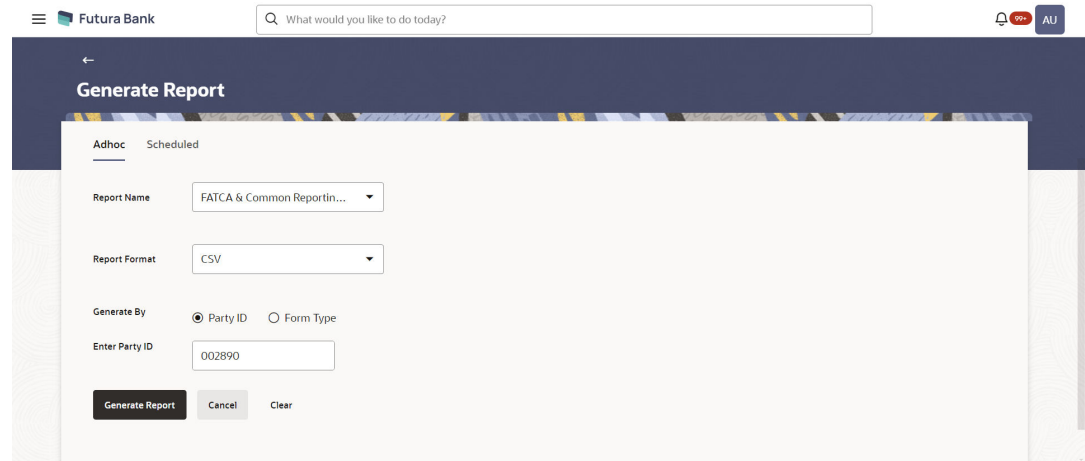 Futura Bank
What would you like to do today?
99+
AU
Generate Report
Adhoc Scheduled
Report Name FATCA & Common Reportin...
Report Format CSV
Generate By Party ID Form Type
Enter Party ID 002890
Generate Report Cancel Clear